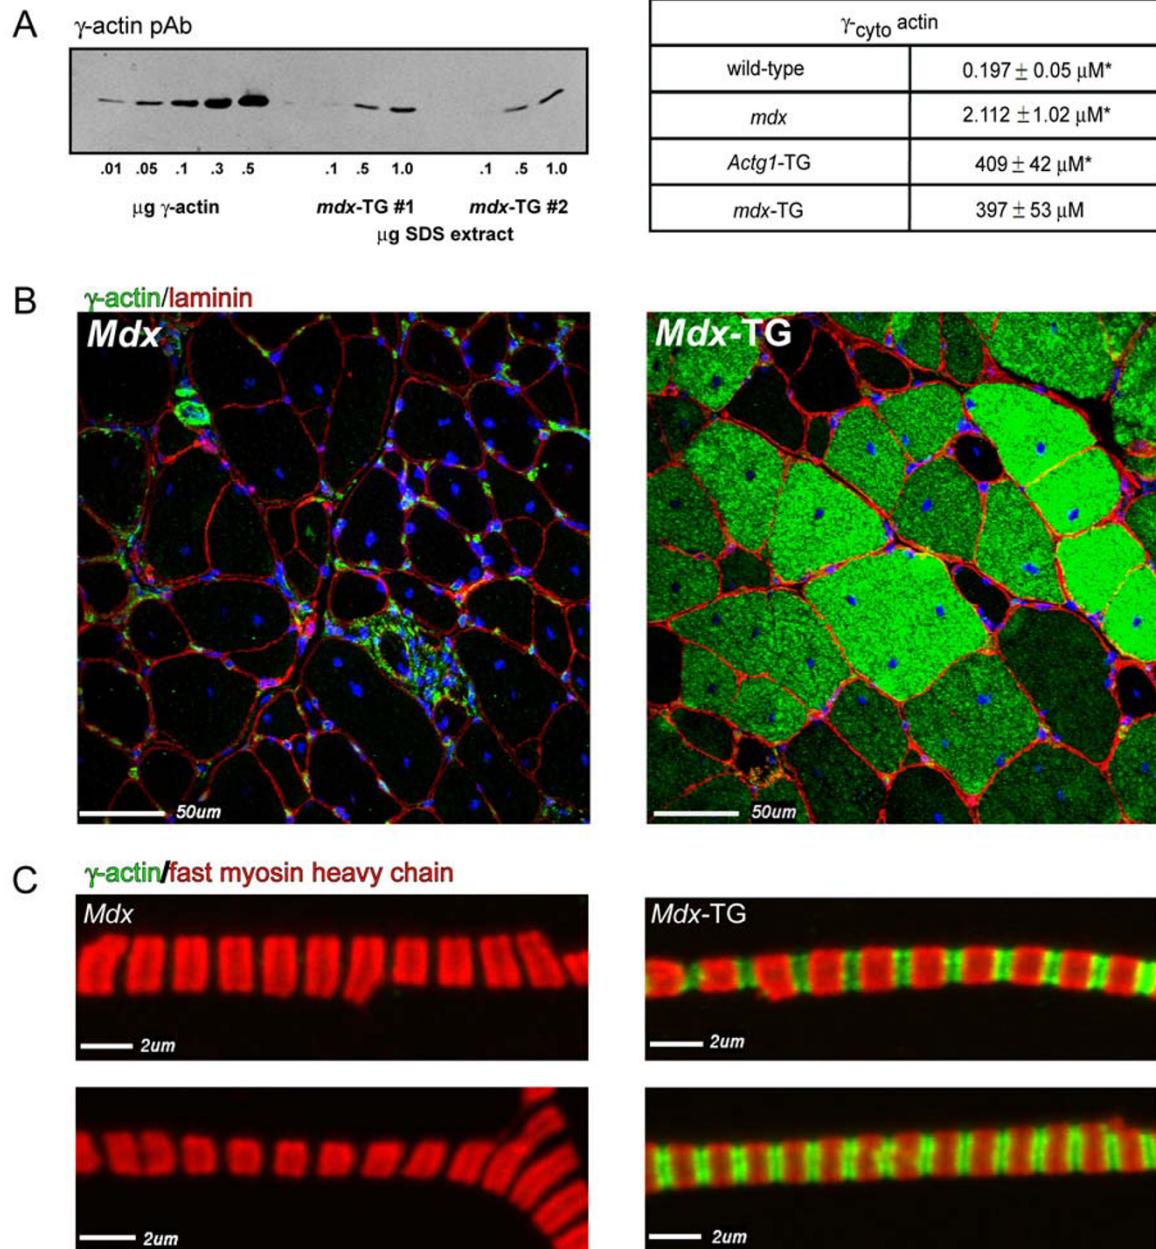 A
γ-actin pAb
.01 .05 .1 .3 .5 .1 .5 1.0 .1 .5 1.0
μg γ-actin mdx-TG #1 mdx-TG #2
μg SDS extract
γ-cyto actin
wild-type 0.197 ± 0.05 μM*
mdx 2.112 ±1.02 μM*
Actg1-TG 409 ± 42 μM*
mdx-TG 397 ± 53 μM
B
γ-actin/laminin
Mdx
50um
Mdx-TG
50um
C
γ-actin/fast myosin heavy chain
Mdx
2um
Mdx-TG
2um
2um
2um